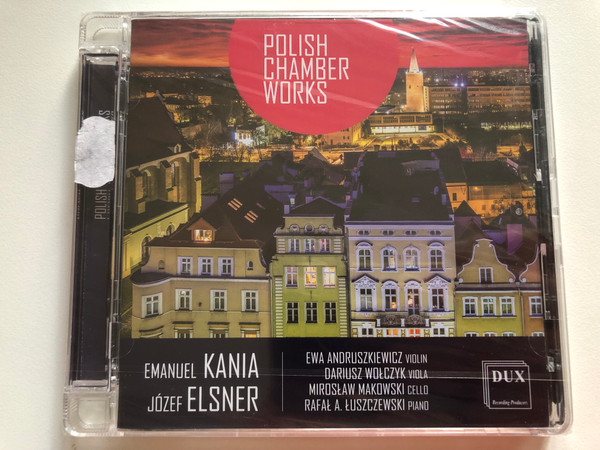 POLISH
CHAMBER
WORKS
POLISH
EMANUEL KANIA
JÓZEF ELSNER
EWA ANDRUSZKIEWICZ VIOLIN
DARIUSZ WOŁCZYK VIOLA
MIROSŁAW MAKOWSKI CELLO
RAFAŁ A. ŁUSZCZEWSKI PIANO
DUX
Recording Producers